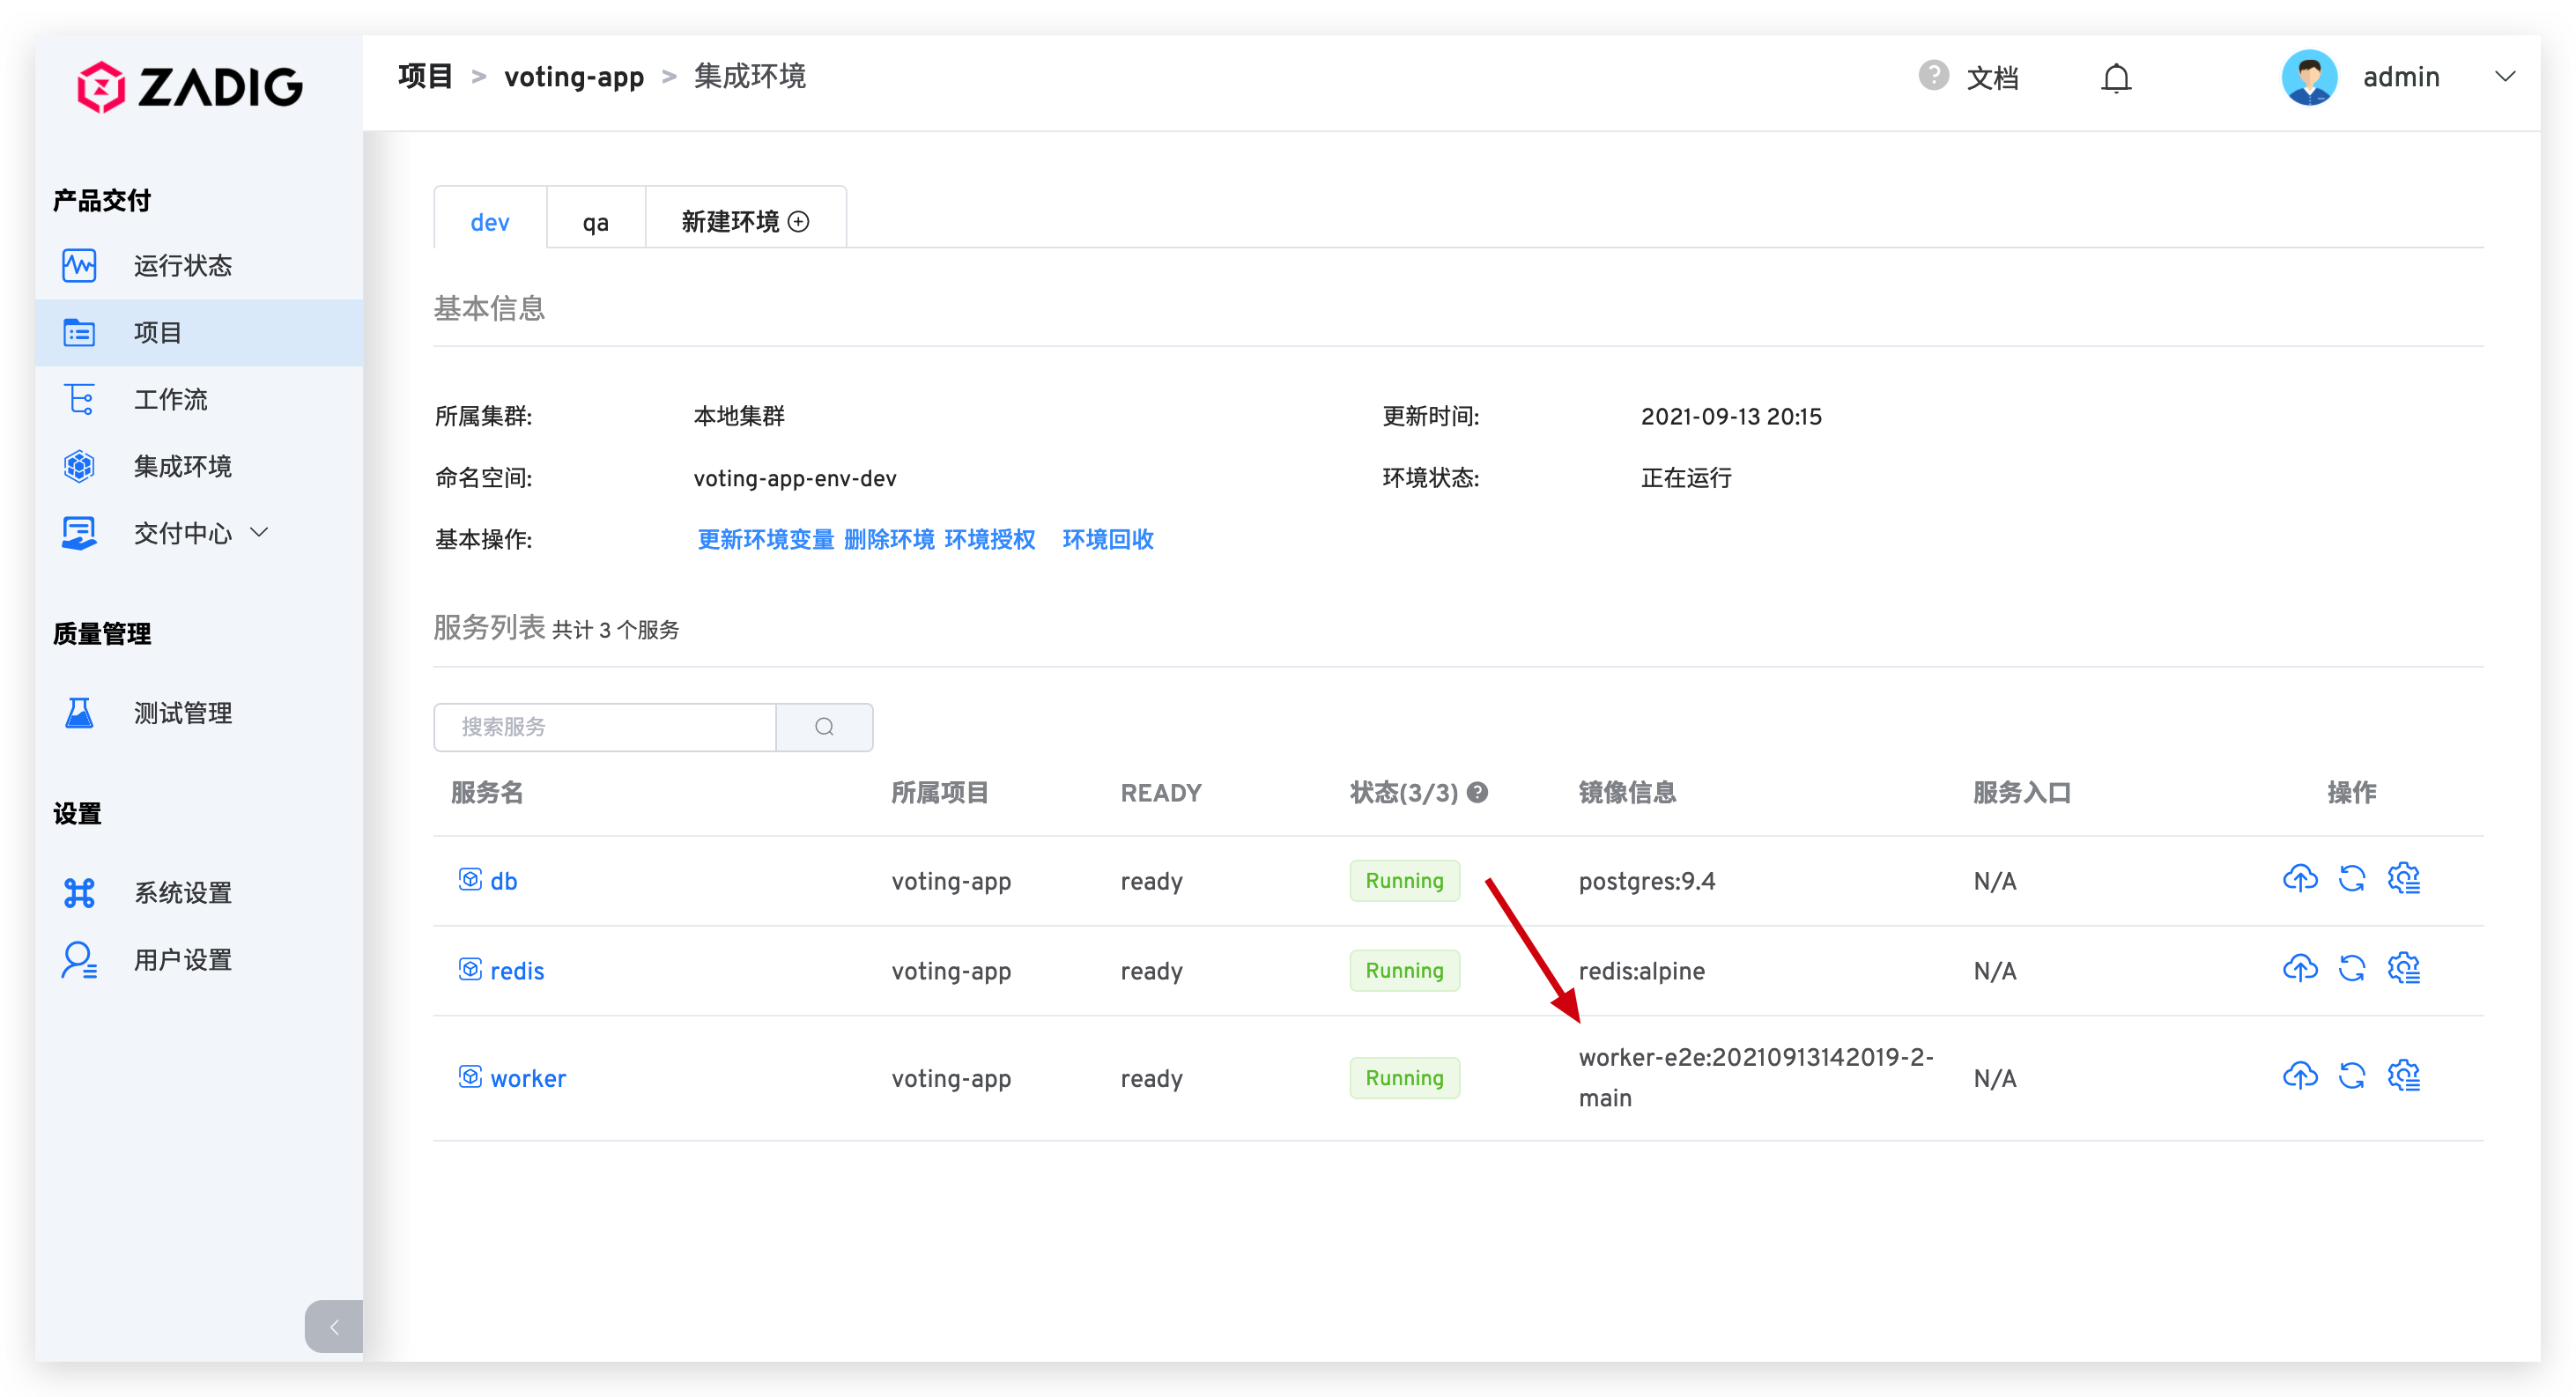 ZADIG
项目 > voting-app > 集成环境
文档
admin
产品交付
运行状态
项目
工作流
集成环境
交付中心
质量管理
测试管理
设置
系统设置
用户设置
dev
qa
新建环境
基本信息
所属集群: 本地集群 更新时间: 2021-09-13 20:15
命名空间: voting-app-env-dev 环境状态: 正在运行
基本操作: 更新环境变量 删除环境 环境授权 环境回收
服务列表 共计 3 个服务
搜索服务
服务名 所属项目 READY 状态(3/3) 镜像信息 服务入口 操作
db voting-app ready Running postgres:9.4 N/A
redis voting-app ready Running redis:alpine N/A
worker voting-app ready Running worker-e2e:20210913142019-2- N/A
main